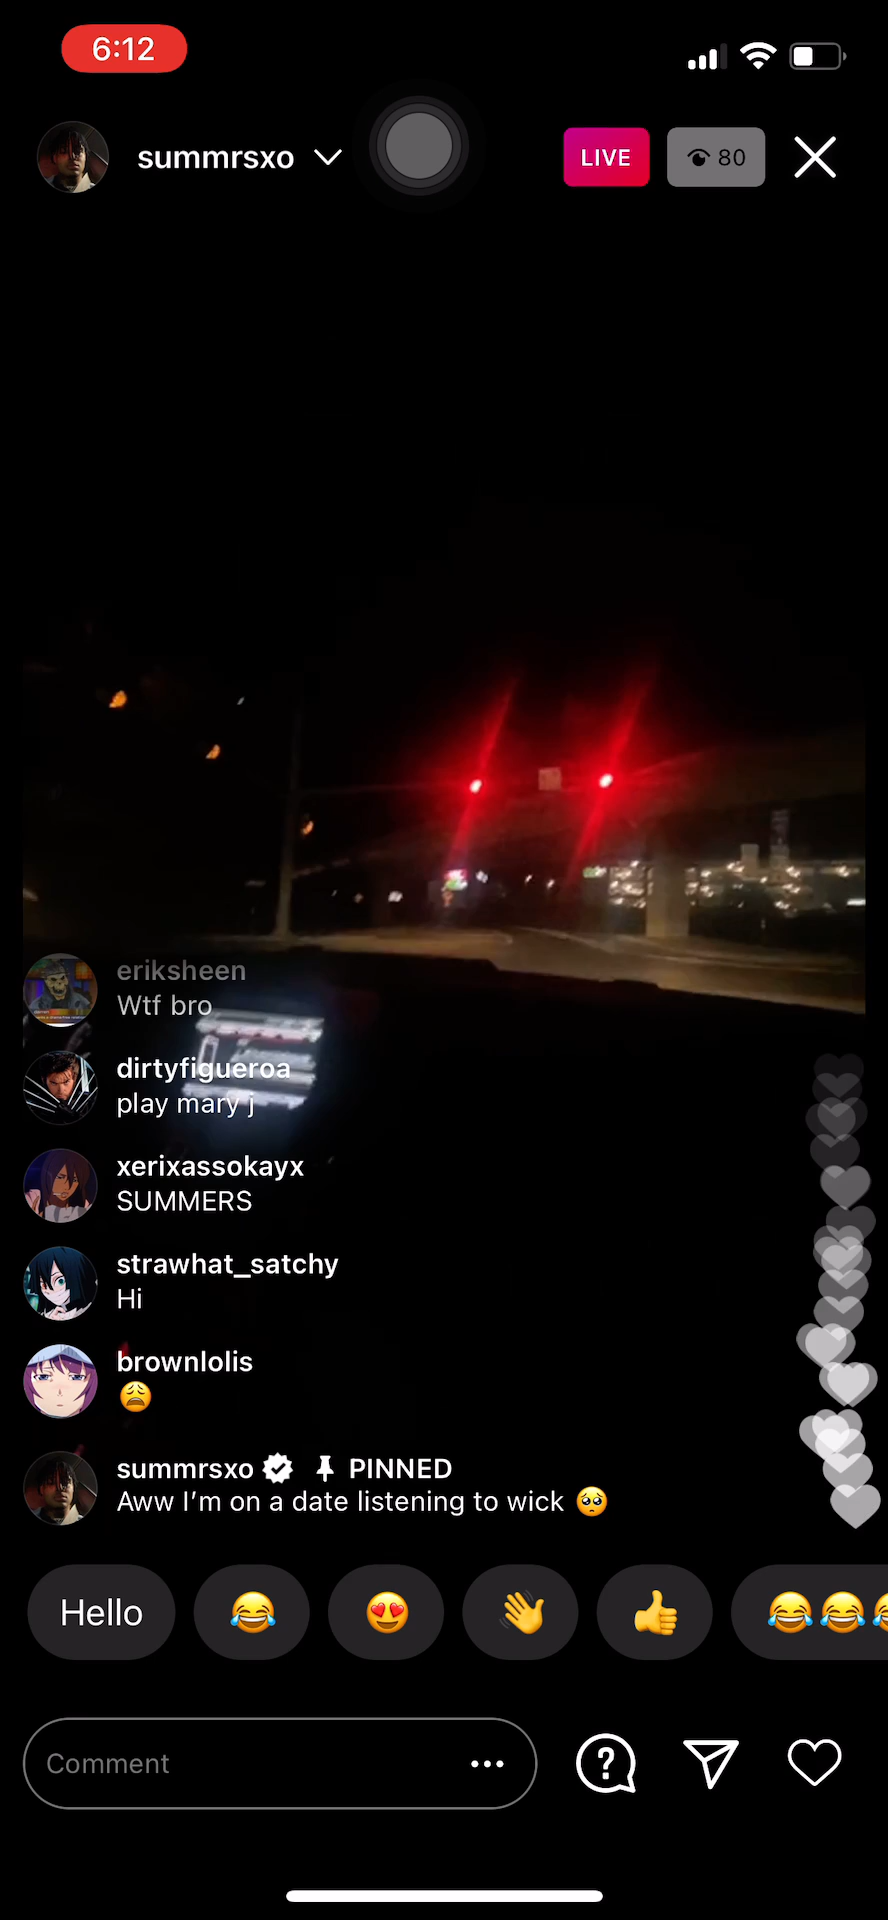 6:12
summrsxo
LIVE
80
eriksheen
Wtf bro
dirtyfigueroa
play mary j
xerixassokayx
SUMMERS
strawhat_satchy
Hi
brownlolis
😩
summrsxo PINNED
Aww I'm on a date listening to wick 🥺
Hello 😂 😍 👋 👍 😂😂😂
Comment